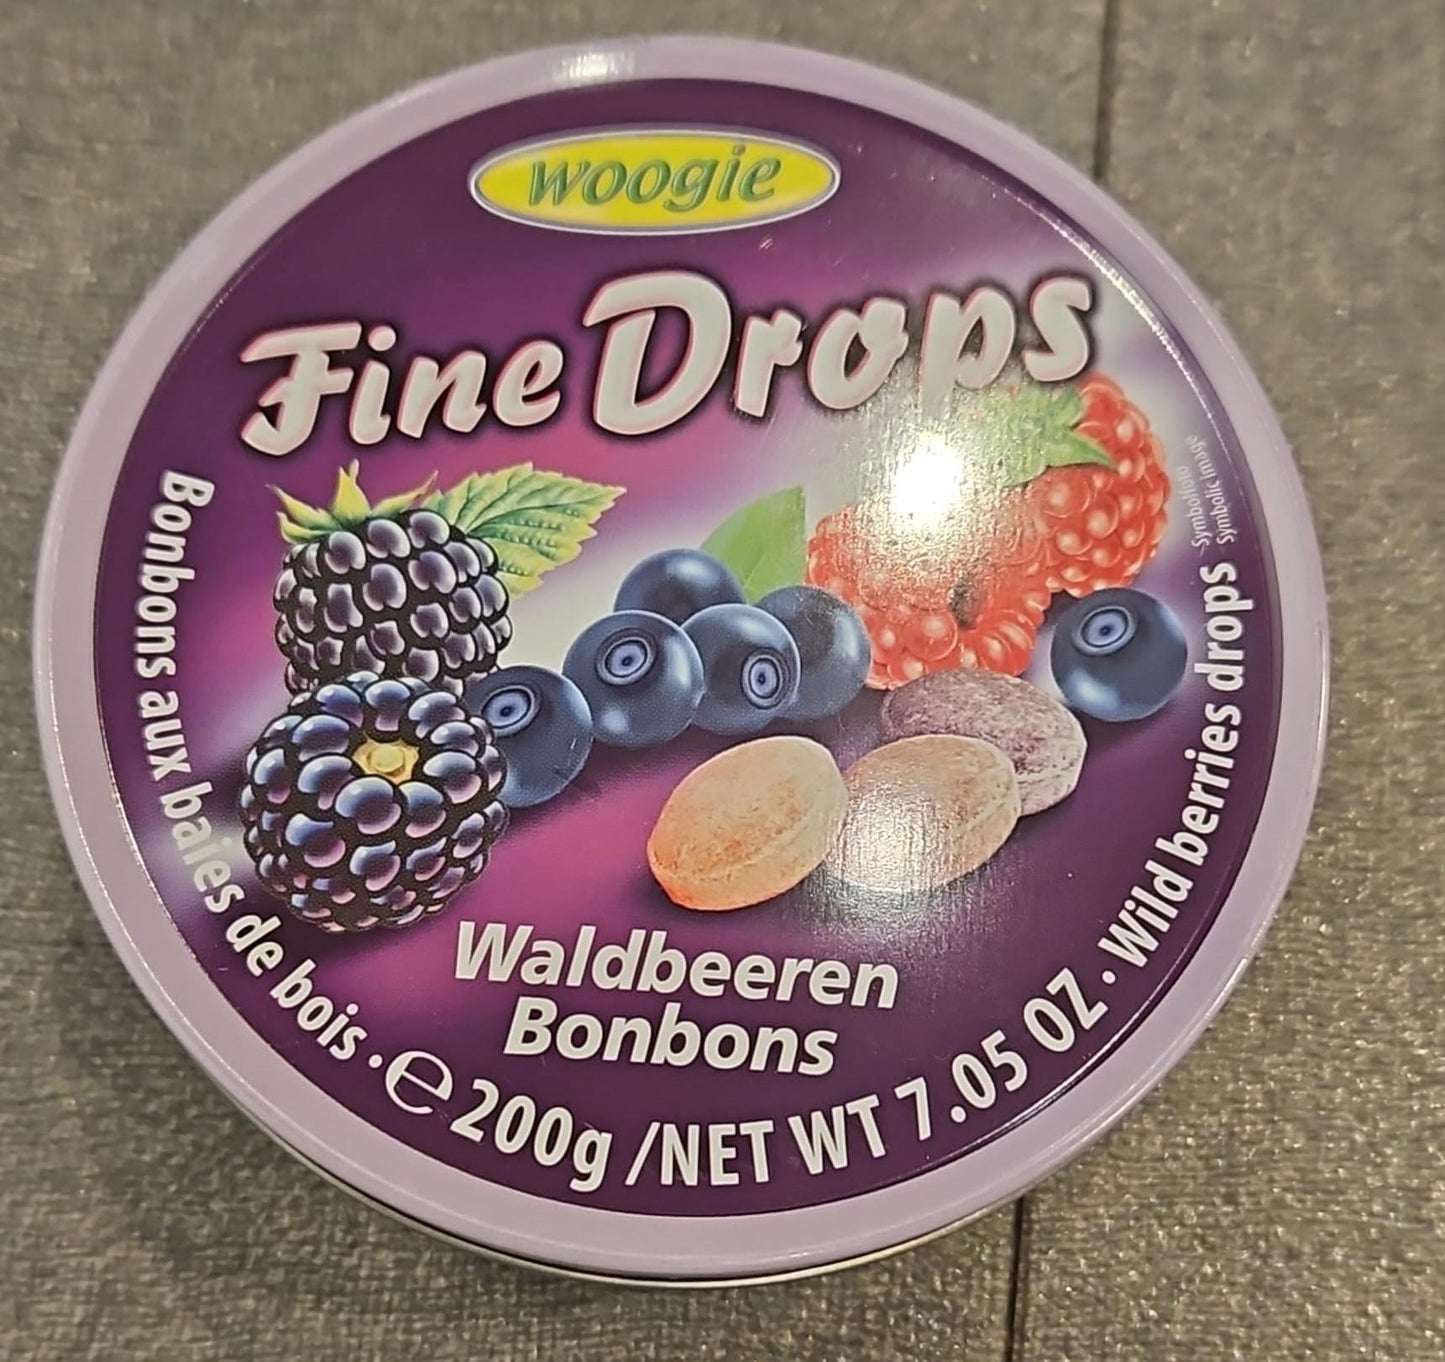 woogie
Fine Drops
Symbolfoto
Symbolic image
Waldbeeren
Bonbons
Bonbons aux baies de bois · ℮ 200g /NET WT 7.05 OZ · Wild berries drops